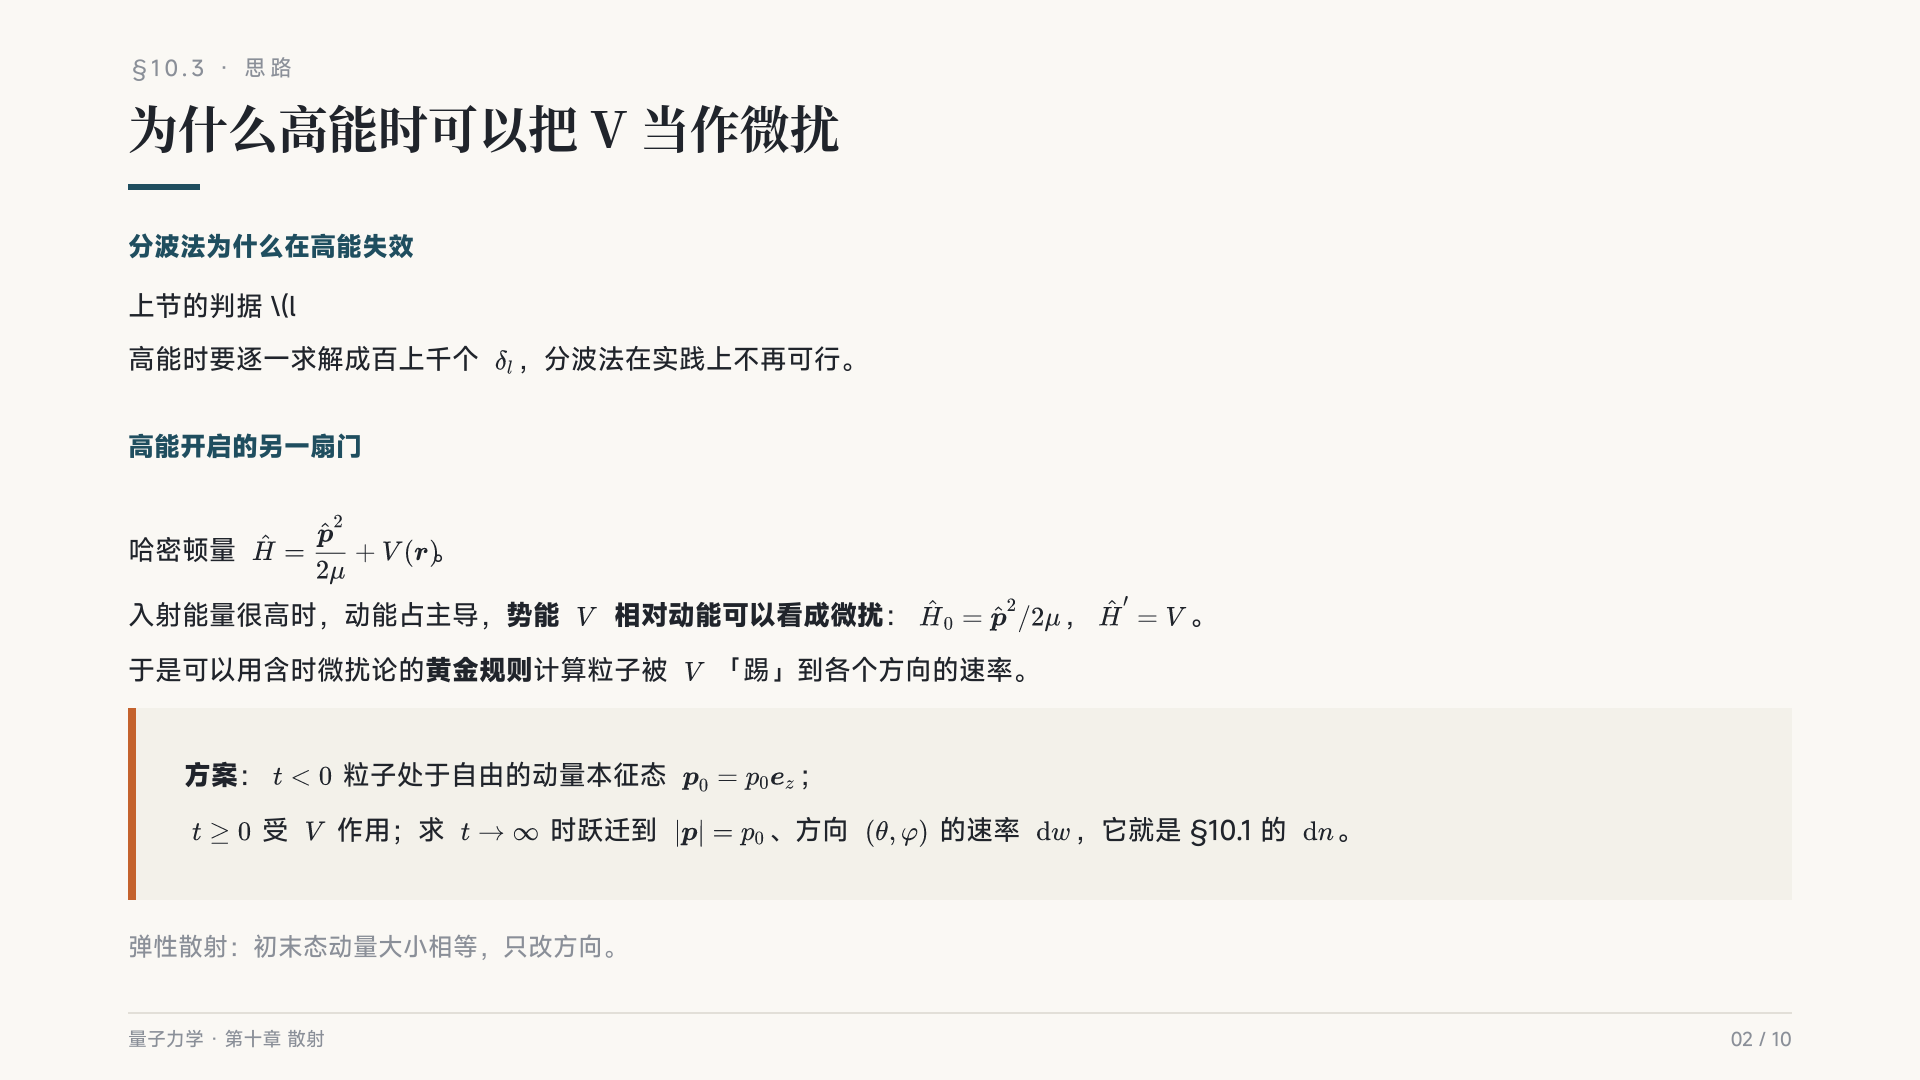 §10.3 · 思路
为什么高能时可以把 V 当作微扰
分波法为什么在高能失效
上节的判据 \(l
高能时要逐一求解成百上千个 δ_l，分波法在实践上不再可行。
高能开启的另一扇门
哈密顿量 Ĥ = p̂²/2μ + V(r)。
入射能量很高时，动能占主导，势能 V 相对动能可以看成微扰： Ĥ₀ = p̂²/2μ， Ĥ′ = V。
于是可以用含时微扰论的黄金规则计算粒子被 V 「踢」到各个方向的速率。
方案： t < 0 粒子处于自由的动量本征态 p₀ = p₀e_z；
t ≥ 0 受 V 作用；求 t → ∞ 时跃迁到 |p| = p₀、方向 (θ, φ) 的速率 dw，它就是 §10.1 的 dn。
弹性散射：初末态动量大小相等，只改方向。
量子力学 · 第十章 散射
02 / 10